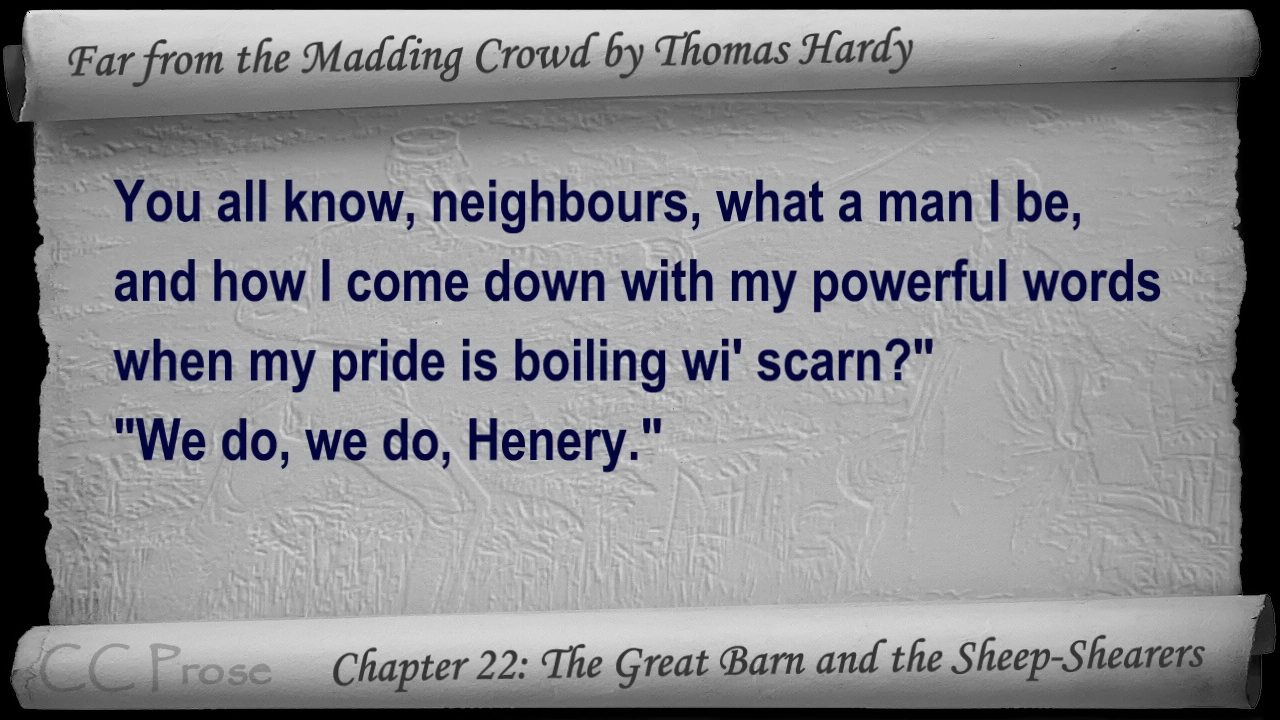 Far from the Madding Crowd by Thomas Hardy
You all know, neighbours, what a man I be,
and how I come down with my powerful words
when my pride is boiling wi' scarn?"
"We do, we do, Henery."
CC Prose
Chapter 22: The Great Barn and the Sheep-Shearers